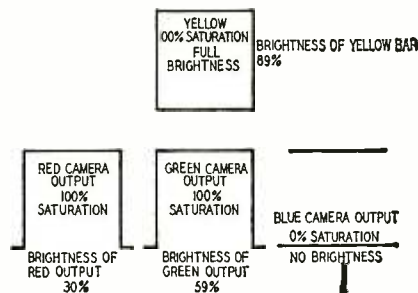 YELLOW
00% SATURATION
FULL
BRIGHTNESS
BRIGHTNESS OF YELLOW BAR
89%
RED CAMERA
OUTPUT
100%
SATURATION
GREEN CAMERA
OUTPUT
100%
SATURATION
BLUE CAMERA OUTPUT
0% SATURATION
NO BRIGHTNESS
BRIGHTNESS OF
RED OUTPUT
30%
BRIGHTNESS OF
GREEN OUTPUT
59%